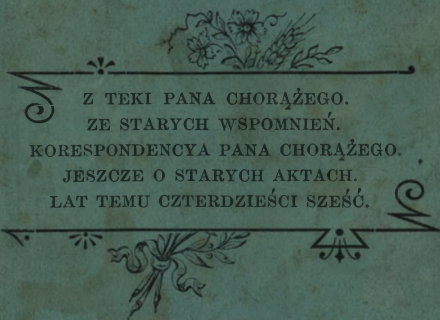 Z TEKI PANA CHORĄŻEGO.
ZE STARYCH WSPOMNIEŃ.
KORESPONDENCYA PANA CHORĄŻEGO.
JESZCZE O STARYCH AKTACH.
LAT TEMU CZTERDZIEŚCI SZEŚĆ.